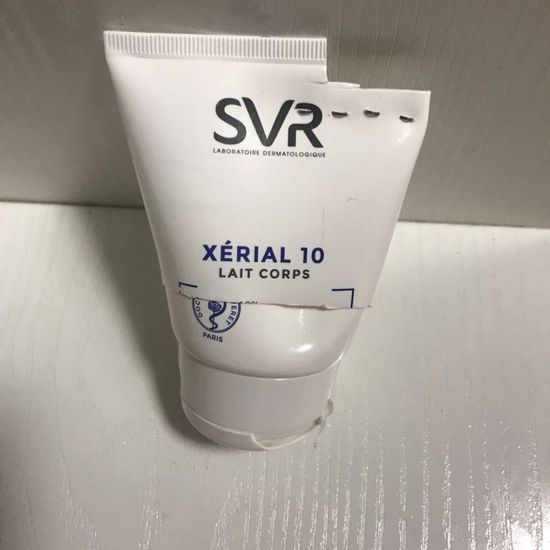 SVR
LABORATOIRE DERMATOLOGIQUE
XÉRIAL 10
LAIT CORPS
PARIS